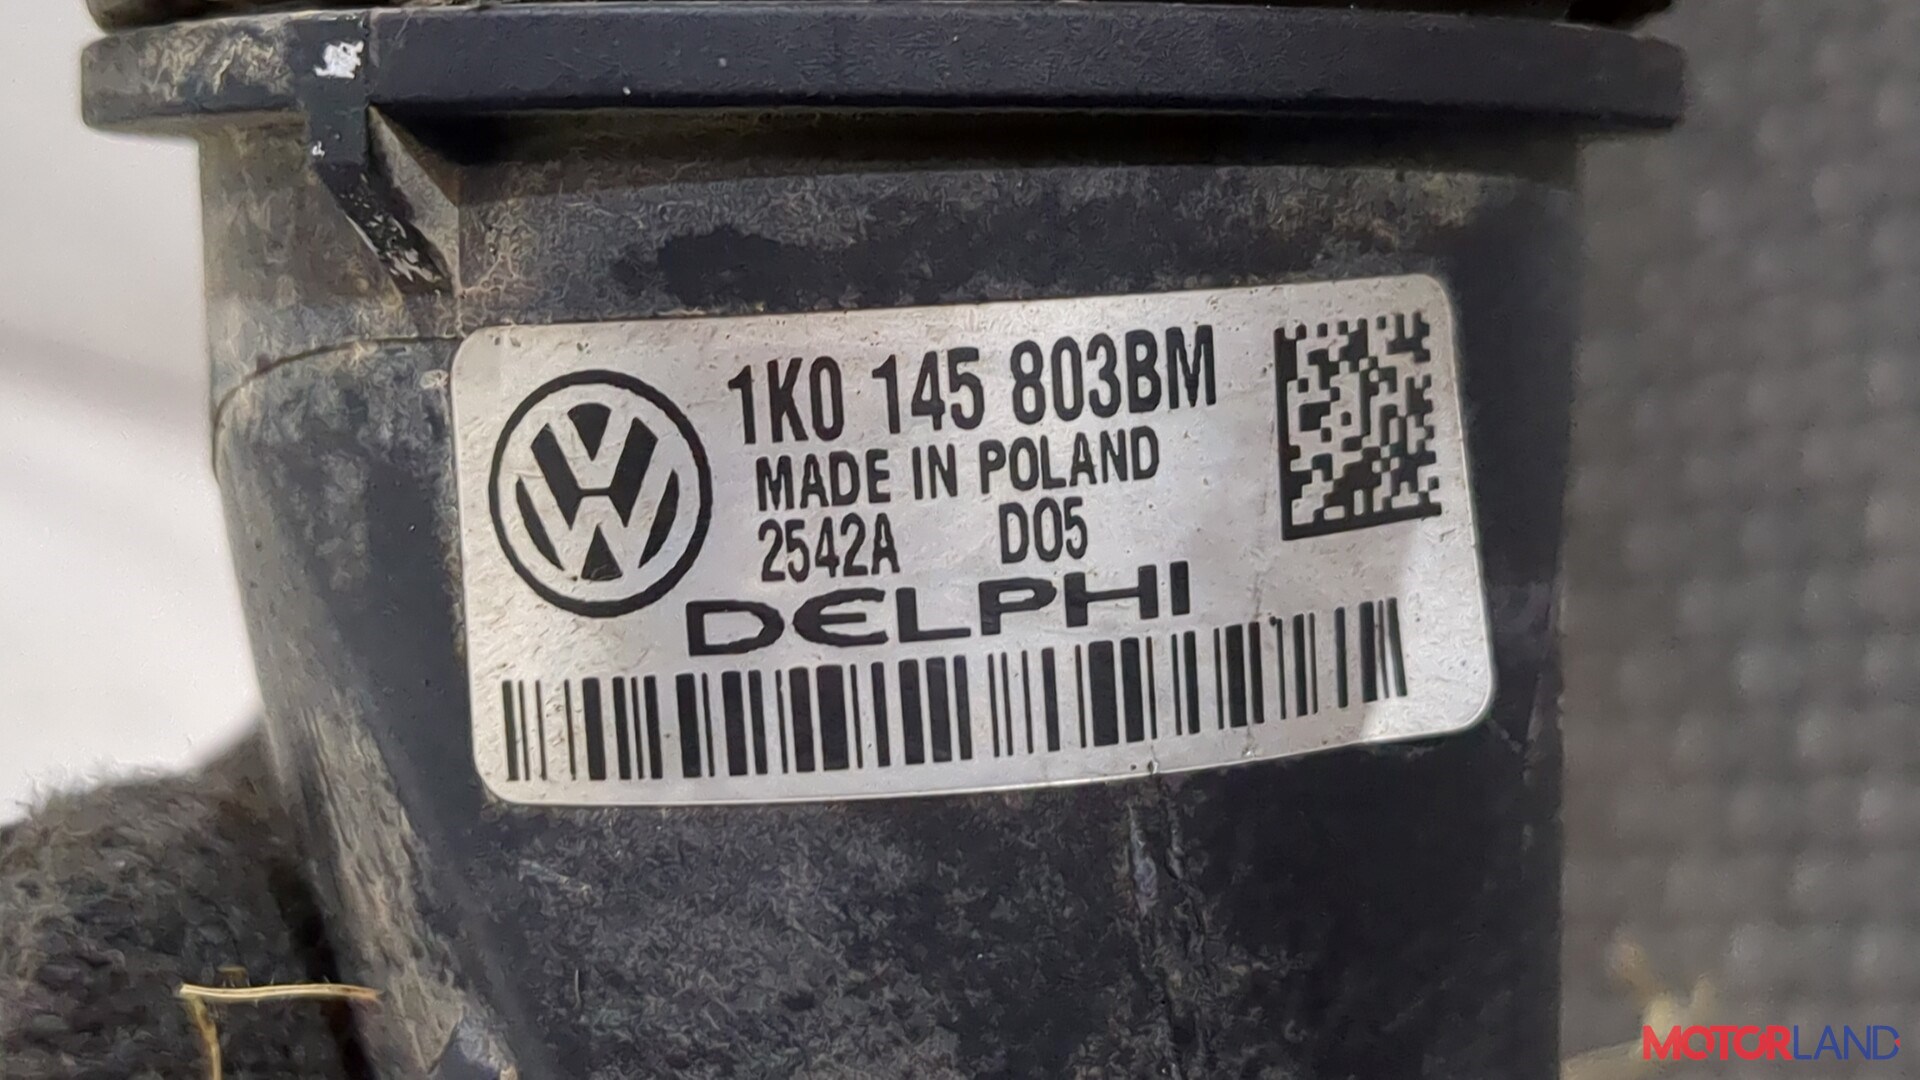 1K0 145 803BM
MADE IN POLAND
2542A D05
DELPHI
MOTORLAND